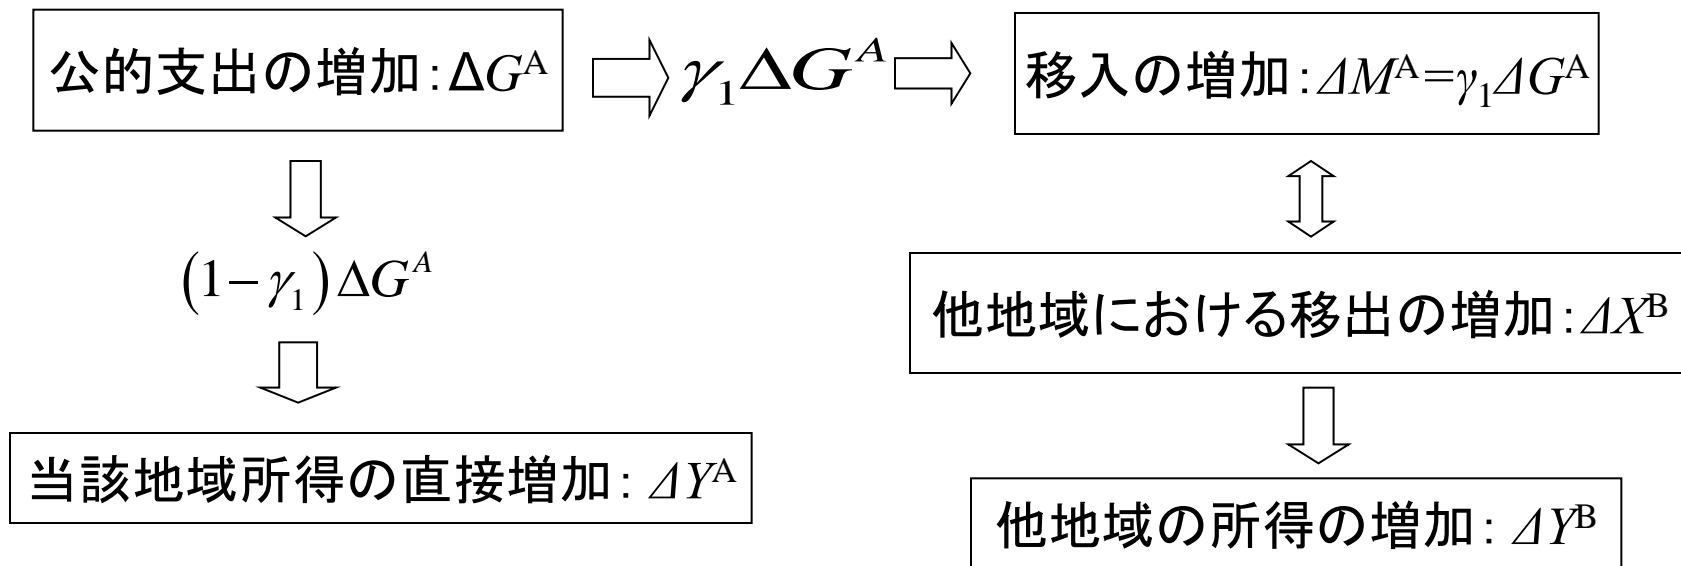 公的支出の増加:ΔG^A
γ₁ΔG^A
移入の増加:ΔM^A=γ₁ΔG^A
(1−γ₁)ΔG^A
他地域における移出の増加:ΔX^B
当該地域所得の直接増加:ΔY^A
他地域の所得の増加:ΔY^B